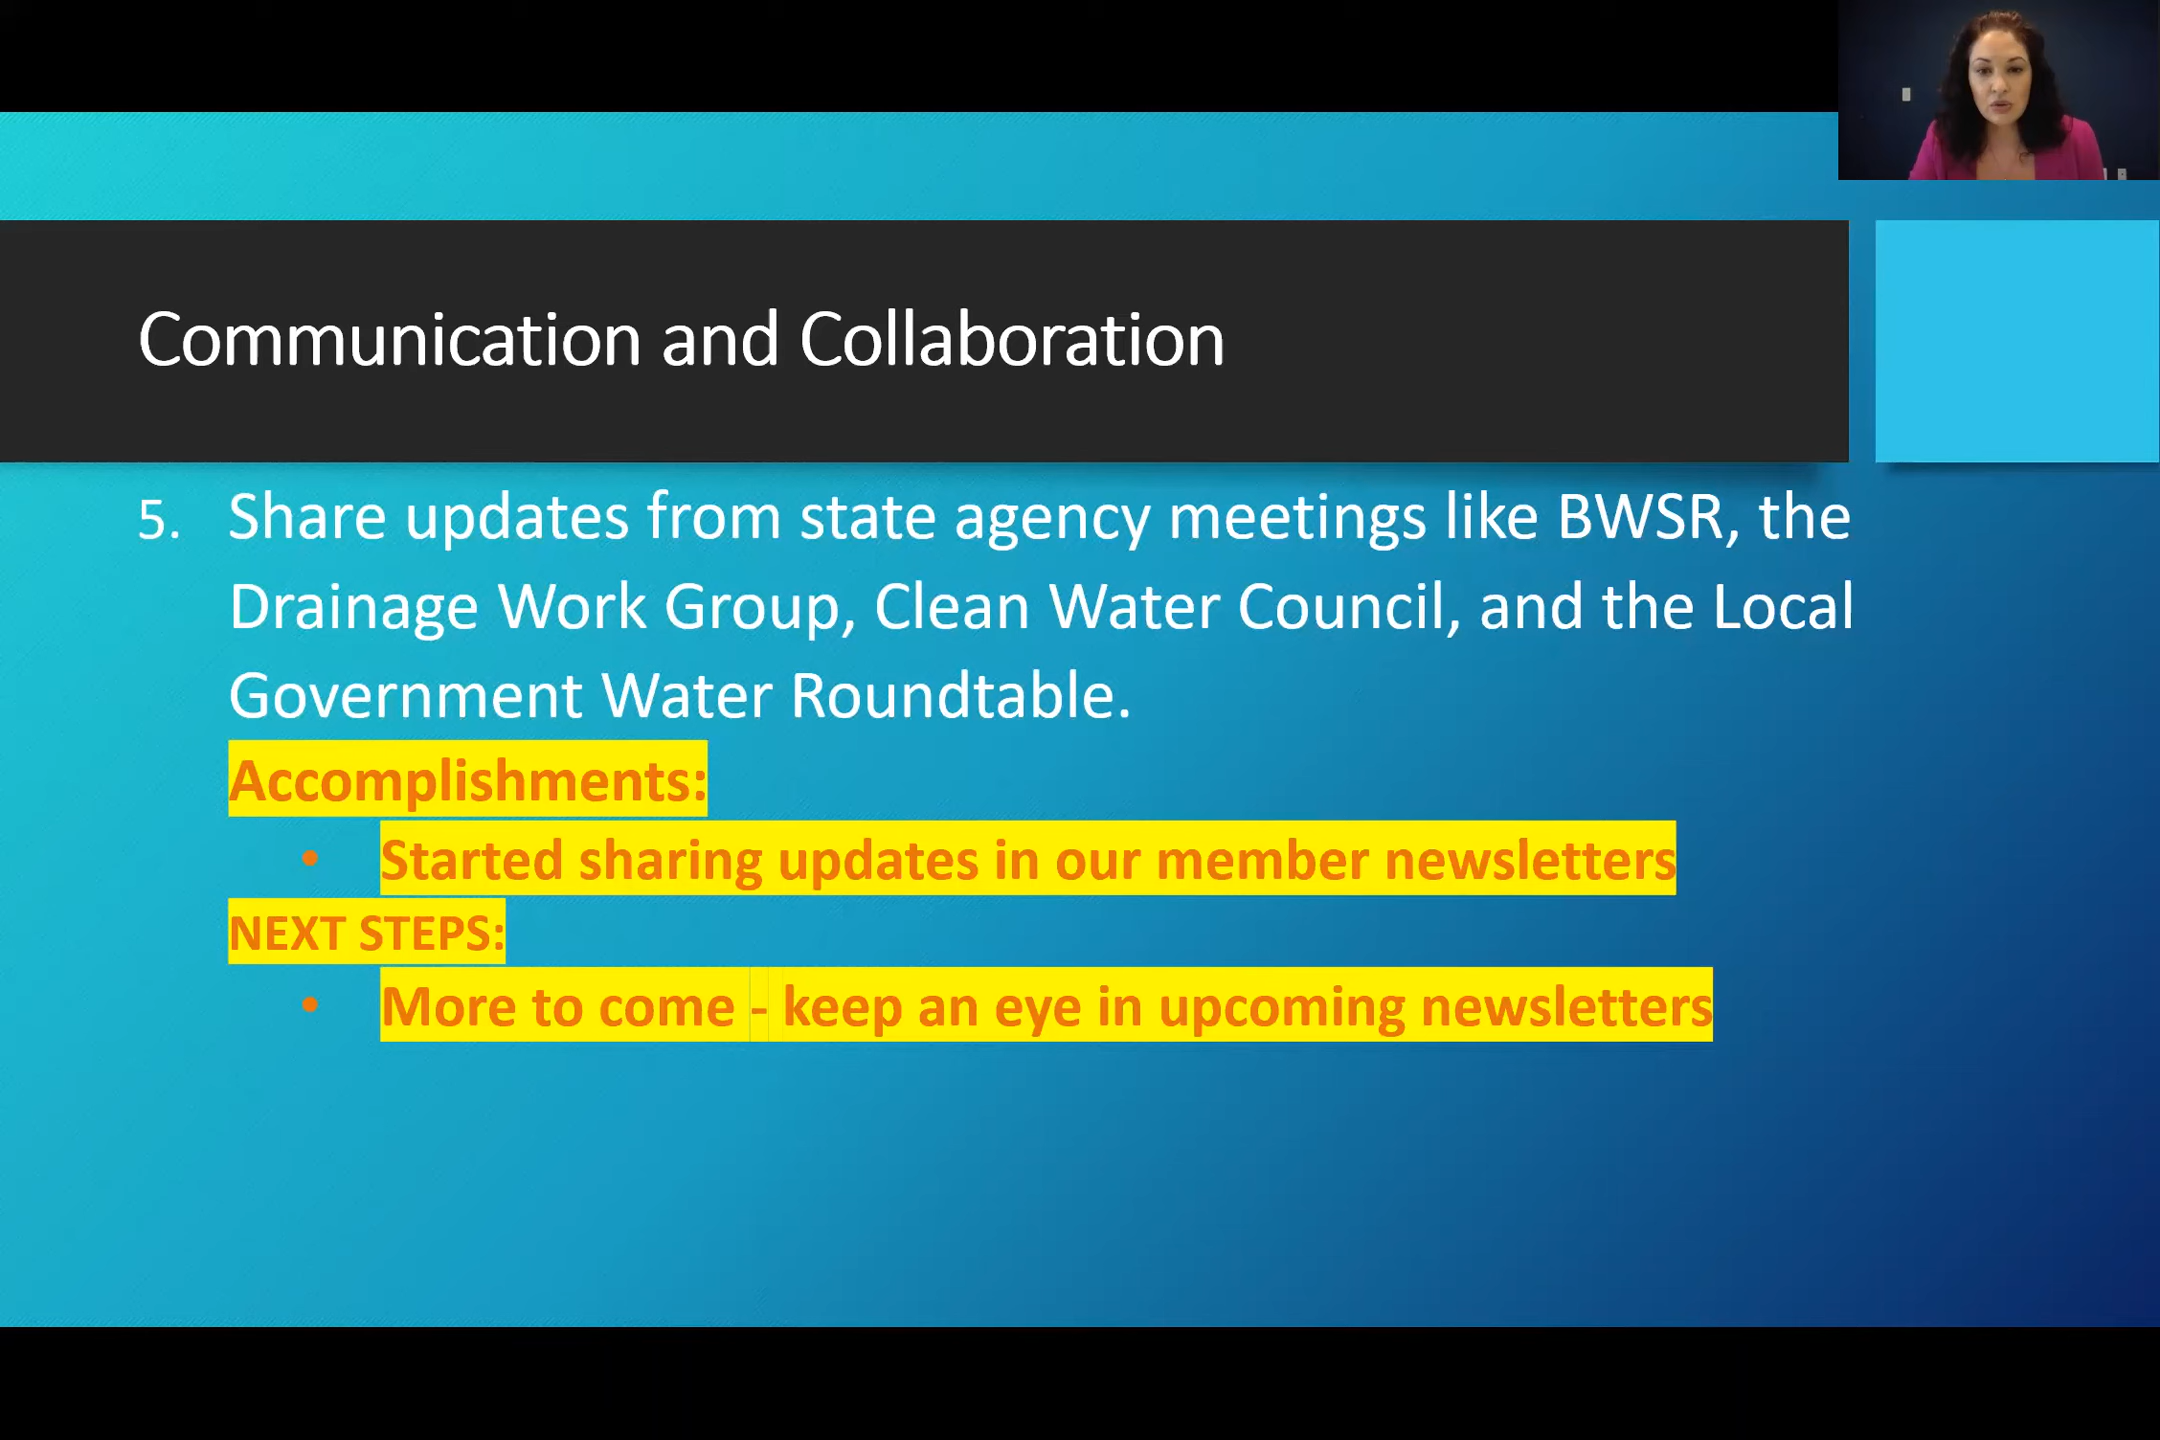 Communication and Collaboration
5. Share updates from state agency meetings like BWSR, the
Drainage Work Group, Clean Water Council, and the Local
Government Water Roundtable.
Accomplishments:
• Started sharing updates in our member newsletters
NEXT STEPS:
• More to come - keep an eye in upcoming newsletters